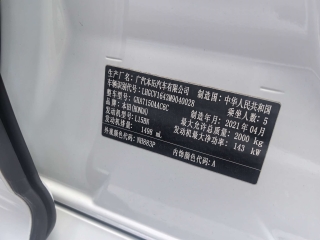 生产厂名：广汽本田汽车有限公司 制造国：中华人民共和国
车辆识别代号：LHGCV1643M8040028 乘坐人数：5
整车型号：GHA7150AAC6C 制造年月：2021年04月
品牌：本田(HONDA) 最大允许总质量：2000 kg
发动机型号：L15BN 发动机最大净功率：143 kW
发动机排量：1498 mL
外观颜色代码：NH883P 内饰颜色代码：A